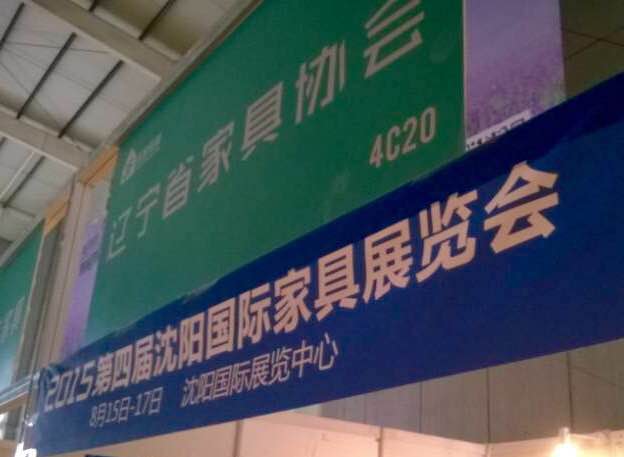 辽宁省家具协会
4C20
2015第四届沈阳国际家具展览会
8月15日-17日 沈阳国际展览中心